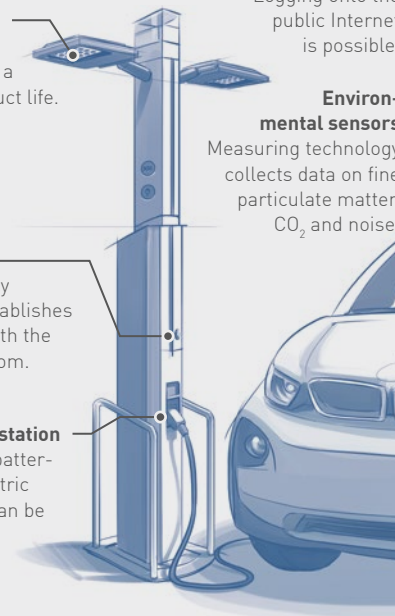 a
uct life.
Logging onto the
public Internet
is possible
Environ-
mental sensors
Measuring technology
collects data on fine
particulate matter
CO₂ and noise
y
ablishes
th the
om.
station
batter-
tric
an be